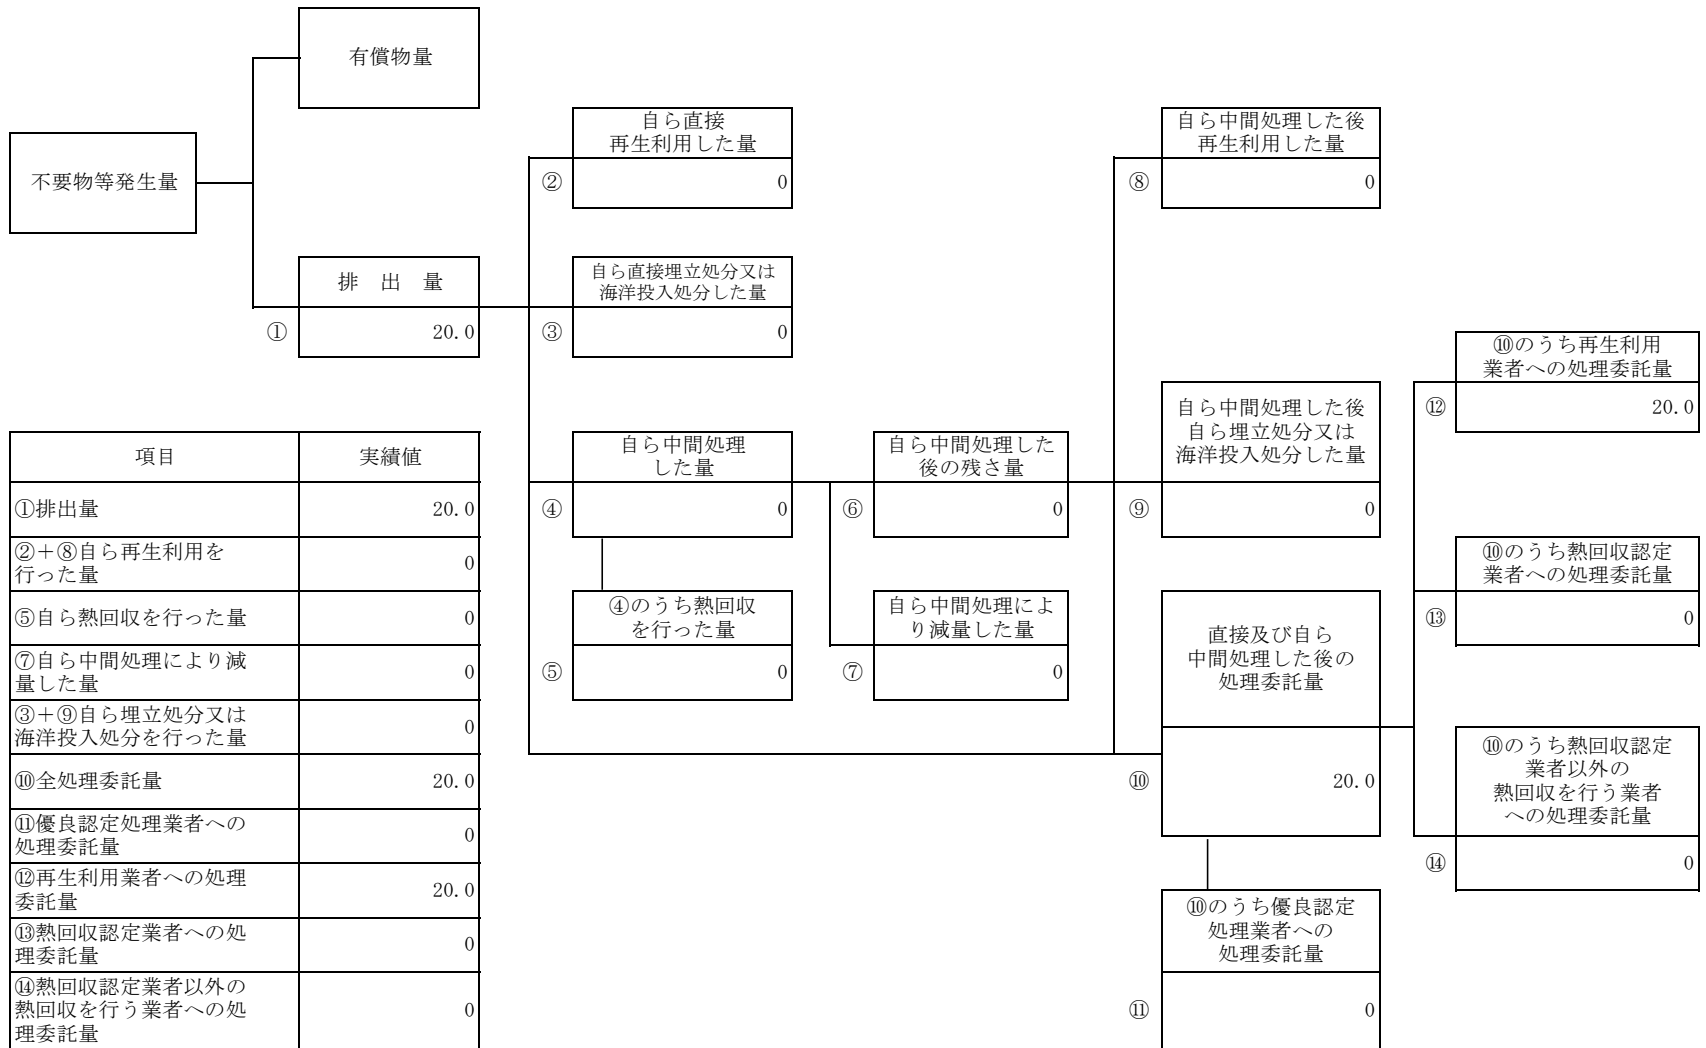 有償物量
不要物等発生量
排 出 量
①
20.0
自ら直接
再生利用した量
②
0
自ら直接埋立処分又は
海洋投入処分した量
③
0
自ら中間処理
した量
④
0
④のうち熱回収
を行った量
⑤
0
自ら中間処理した
後の残さ量
⑥
0
自ら中間処理によ
り減量した量
⑦
0
自ら中間処理した後
再生利用した量
⑧
0
自ら中間処理した後
自ら埋立処分又は
海洋投入処分した量
⑨
0
直接及び自ら
中間処理した後の
処理委託量
⑩
20.0
⑩のうち優良認定
処理業者への
処理委託量
⑪
0
⑩のうち再生利用
業者への処理委託量
⑫
20.0
⑩のうち熱回収認定
業者への処理委託量
⑬
0
⑩のうち熱回収認定
業者以外の
熱回収を行う業者
への処理委託量
⑭
0
項目 実績値
①排出量 20.0
②+⑧自ら再生利用を
行った量 0
⑤自ら熱回収を行った量 0
⑦自ら中間処理により減
量した量 0
③+⑨自ら埋立処分又は
海洋投入処分を行った量 0
⑩全処理委託量 20.0
⑪優良認定処理業者への
処理委託量 0
⑫再生利用業者への処理
委託量 20.0
⑬熱回収認定業者への処
理委託量 0
⑭熱回収認定業者以外の
熱回収を行う業者への処
理委託量 0